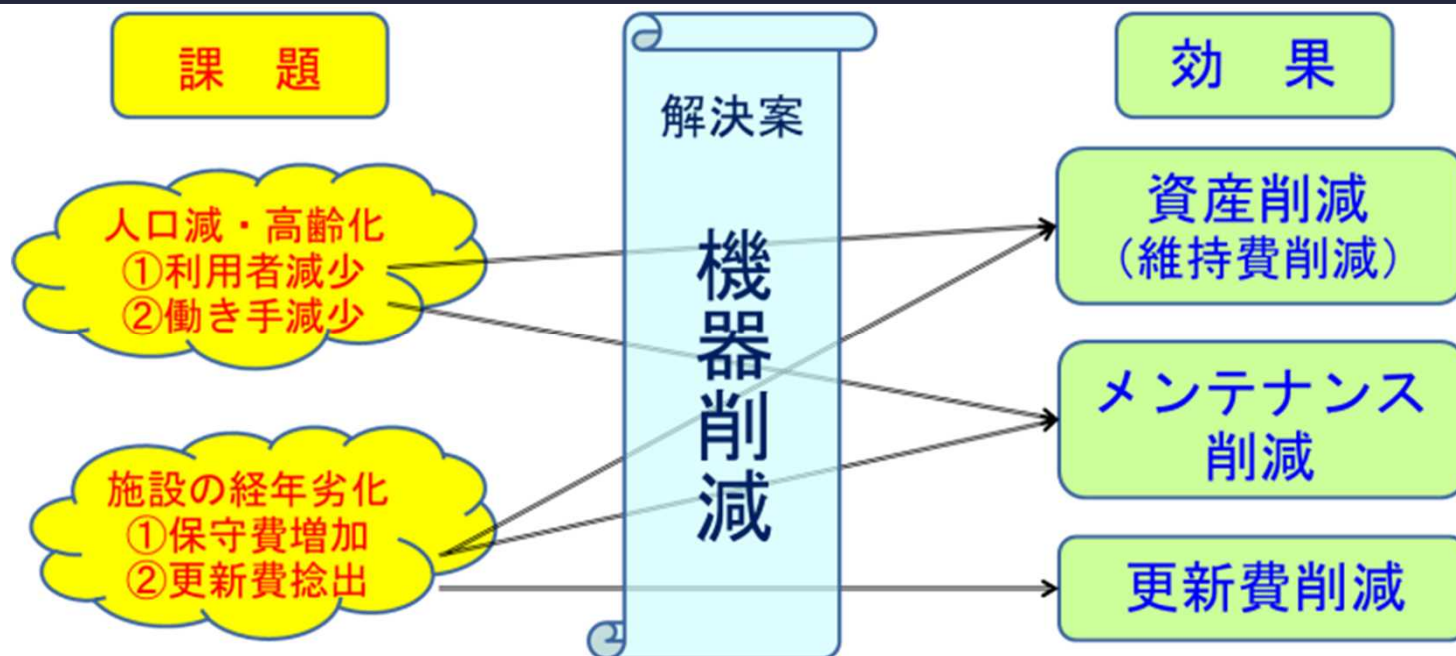 課　題
人口減・高齢化
①利用者減少
②働き手減少
施設の経年劣化
①保守費増加
②更新費捻出
解決案
機器削減
効　果
資産削減
（維持費削減）
メンテナンス
削減
更新費削減